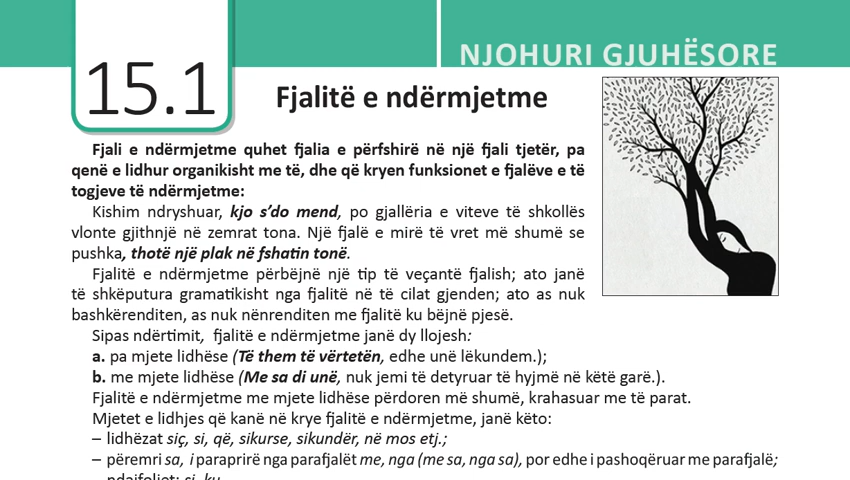 NJOHURI GJUHËSORE
15.1
Fjalitë e ndërmjetme
Fjali e ndërmjetme quhet fjalia e përfshirë në një fjali tjetër, pa
qenë e lidhur organikisht me të, dhe që kryen funksionet e fjalëve e të
togjeve të ndërmjetme:
Kishim ndryshuar, kjo s’do mend, po gjallëria e viteve të shkollës
vlonte gjithnjë në zemrat tona. Një fjalë e mirë të vret më shumë se
pushka, thotë një plak në fshatin tonë.
Fjalitë e ndërmjetme përbëjnë një tip të veçantë fjalish; ato janë
të shkëputura gramatikisht nga fjalitë në të cilat gjenden; ato as nuk
bashkërenditen, as nuk nënrenditen me fjalitë ku bëjnë pjesë.
Sipas ndërtimit, fjalitë e ndërmjetme janë dy llojesh:
a. pa mjete lidhëse (Të them të vërtetën, edhe unë lëkundem.);
b. me mjete lidhëse (Me sa di unë, nuk jemi të detyruar të hyjmë në këtë garë.).
Fjalitë e ndërmjetme me mjete lidhëse përdoren më shumë, krahasuar me të parat.
Mjetet e lidhjes që kanë në krye fjalitë e ndërmjetme, janë këto:
– lidhëzat siç, si, që, sikurse, sikundër, në mos etj.;
– përemri sa, i paraprirë nga parafjalët me, nga (me sa, nga sa), por edhe i pashoqëruar me parafjalë;
– ndajfoljet: si, ku